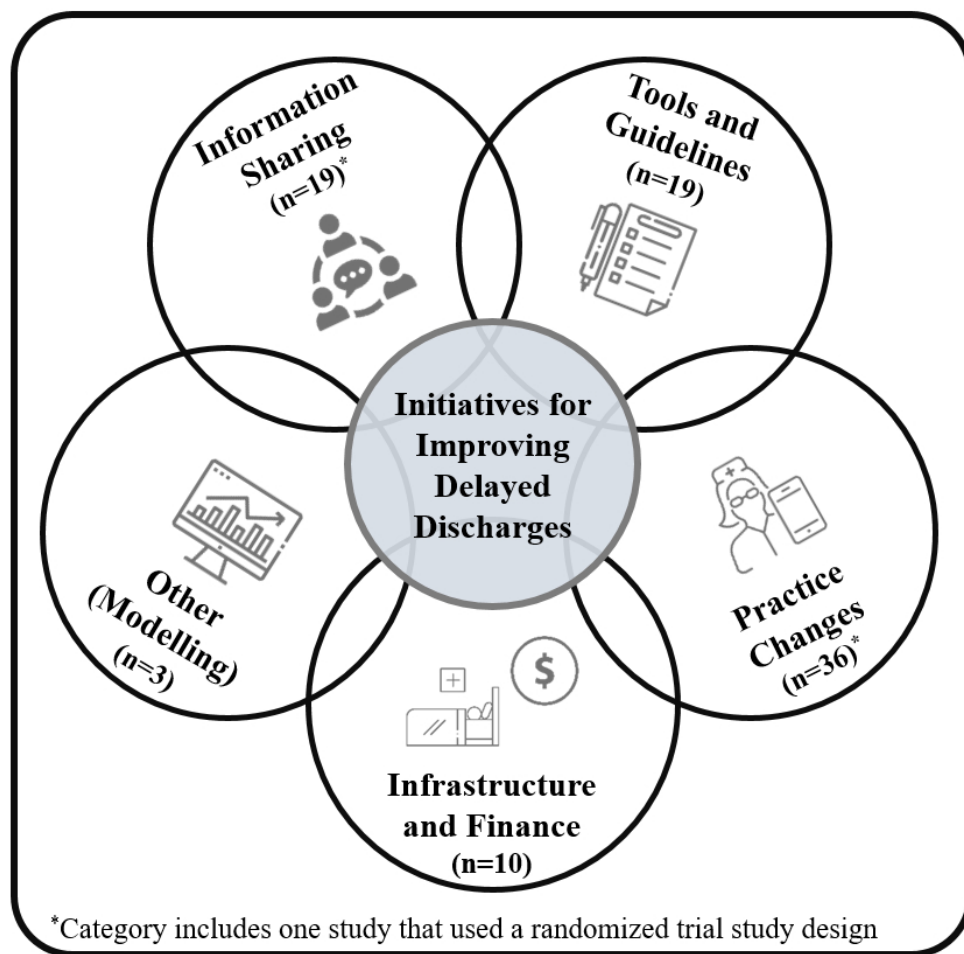 Information
Sharing
(n=19)*
Tools and
Guidelines
(n=19)
Initiatives for
Improving
Delayed
Discharges
Other
(Modelling)
(n=3)
Practice
Changes
(n=36)*
$
Infrastructure
and Finance
(n=10)
*Category includes one study that used a randomized trial study design